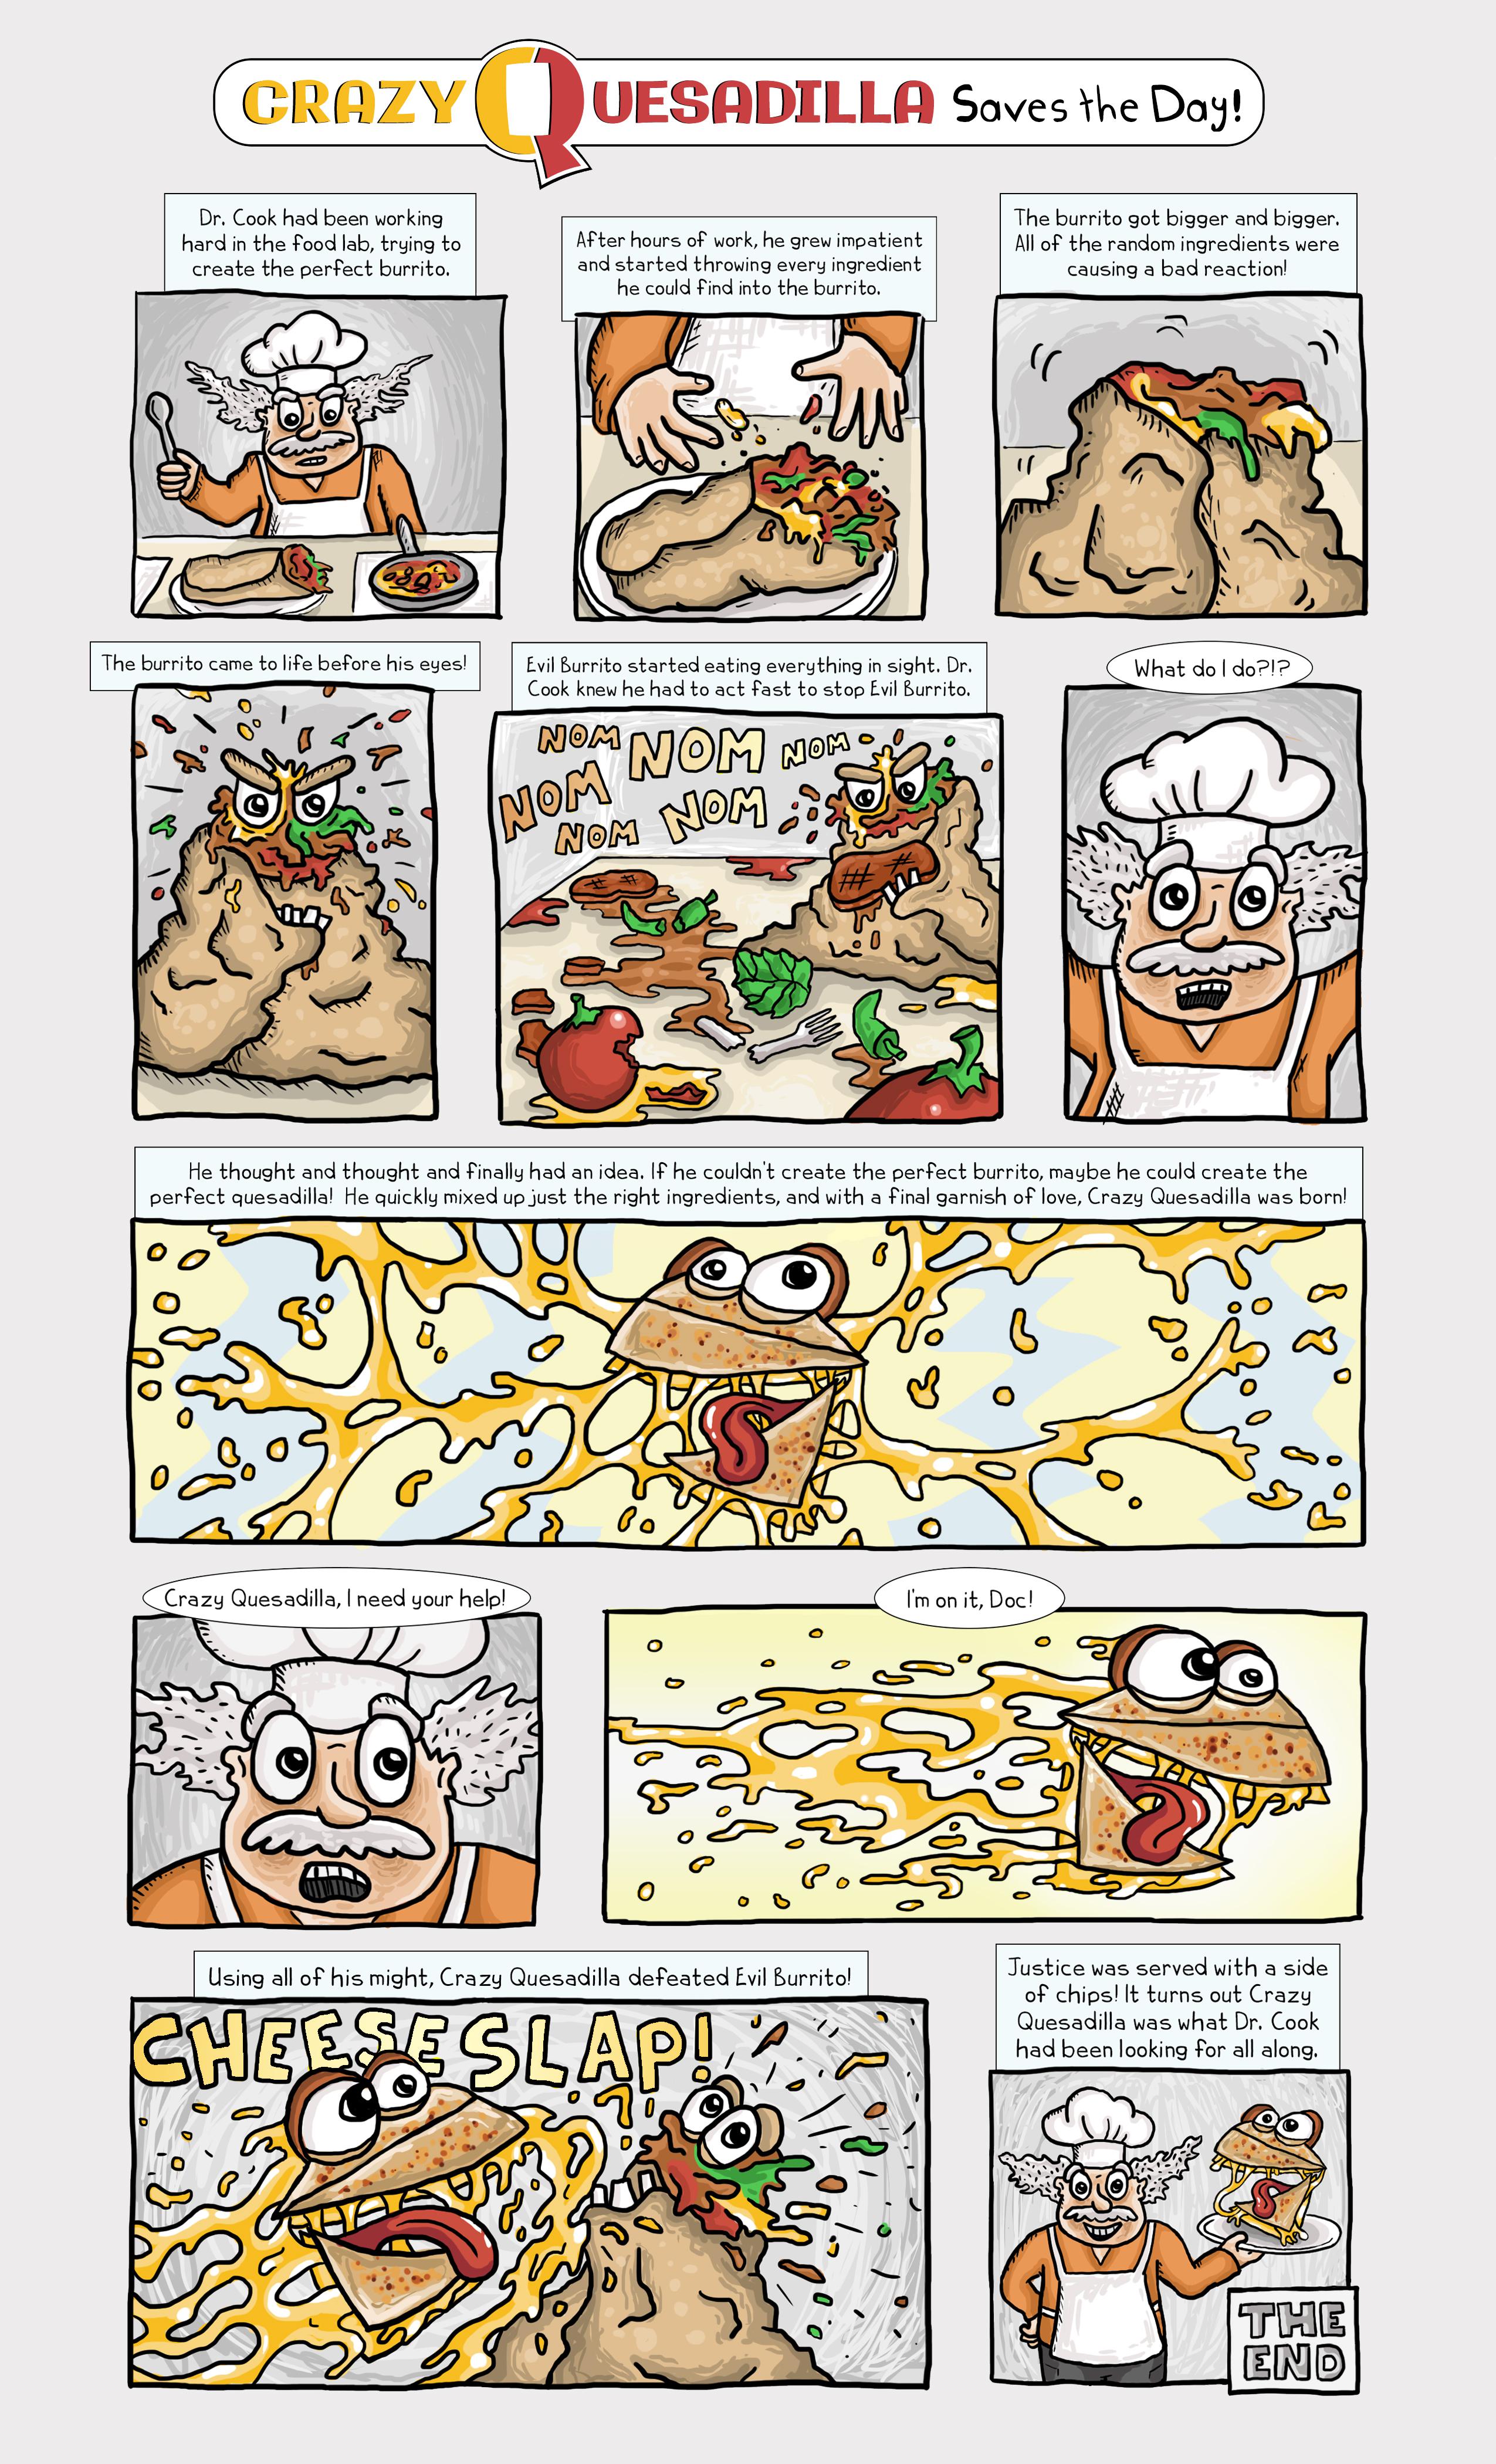 CRAZY QUESADILLA Saves the Day!
Dr. Cook had been working
hard in the food lab, trying to
create the perfect burrito.
After hours of work, he grew impatient
and started throwing every ingredient
he could find into the burrito.
The burrito got bigger and bigger.
All of the random ingredients were
causing a bad reaction!
The burrito came to life before his eyes!
Evil Burrito started eating everything in sight. Dr.
Cook knew he had to act fast to stop Evil Burrito.
NOM NOM NOM
NOM NOM
NOM
What do I do?!?
He thought and thought and finally had an idea. If he couldn't create the perfect burrito, maybe he could create the
perfect quesadilla! He quickly mixed up just the right ingredients, and with a final garnish of love, Crazy Quesadilla was born!
Crazy Quesadilla, I need your help!
I'm on it, Doc!
Using all of his might, Crazy Quesadilla defeated Evil Burrito!
CHEESE SLAP!
Justice was served with a side
of chips! It turns out Crazy
Quesadilla was what Dr. Cook
had been looking for all along.
THE
END